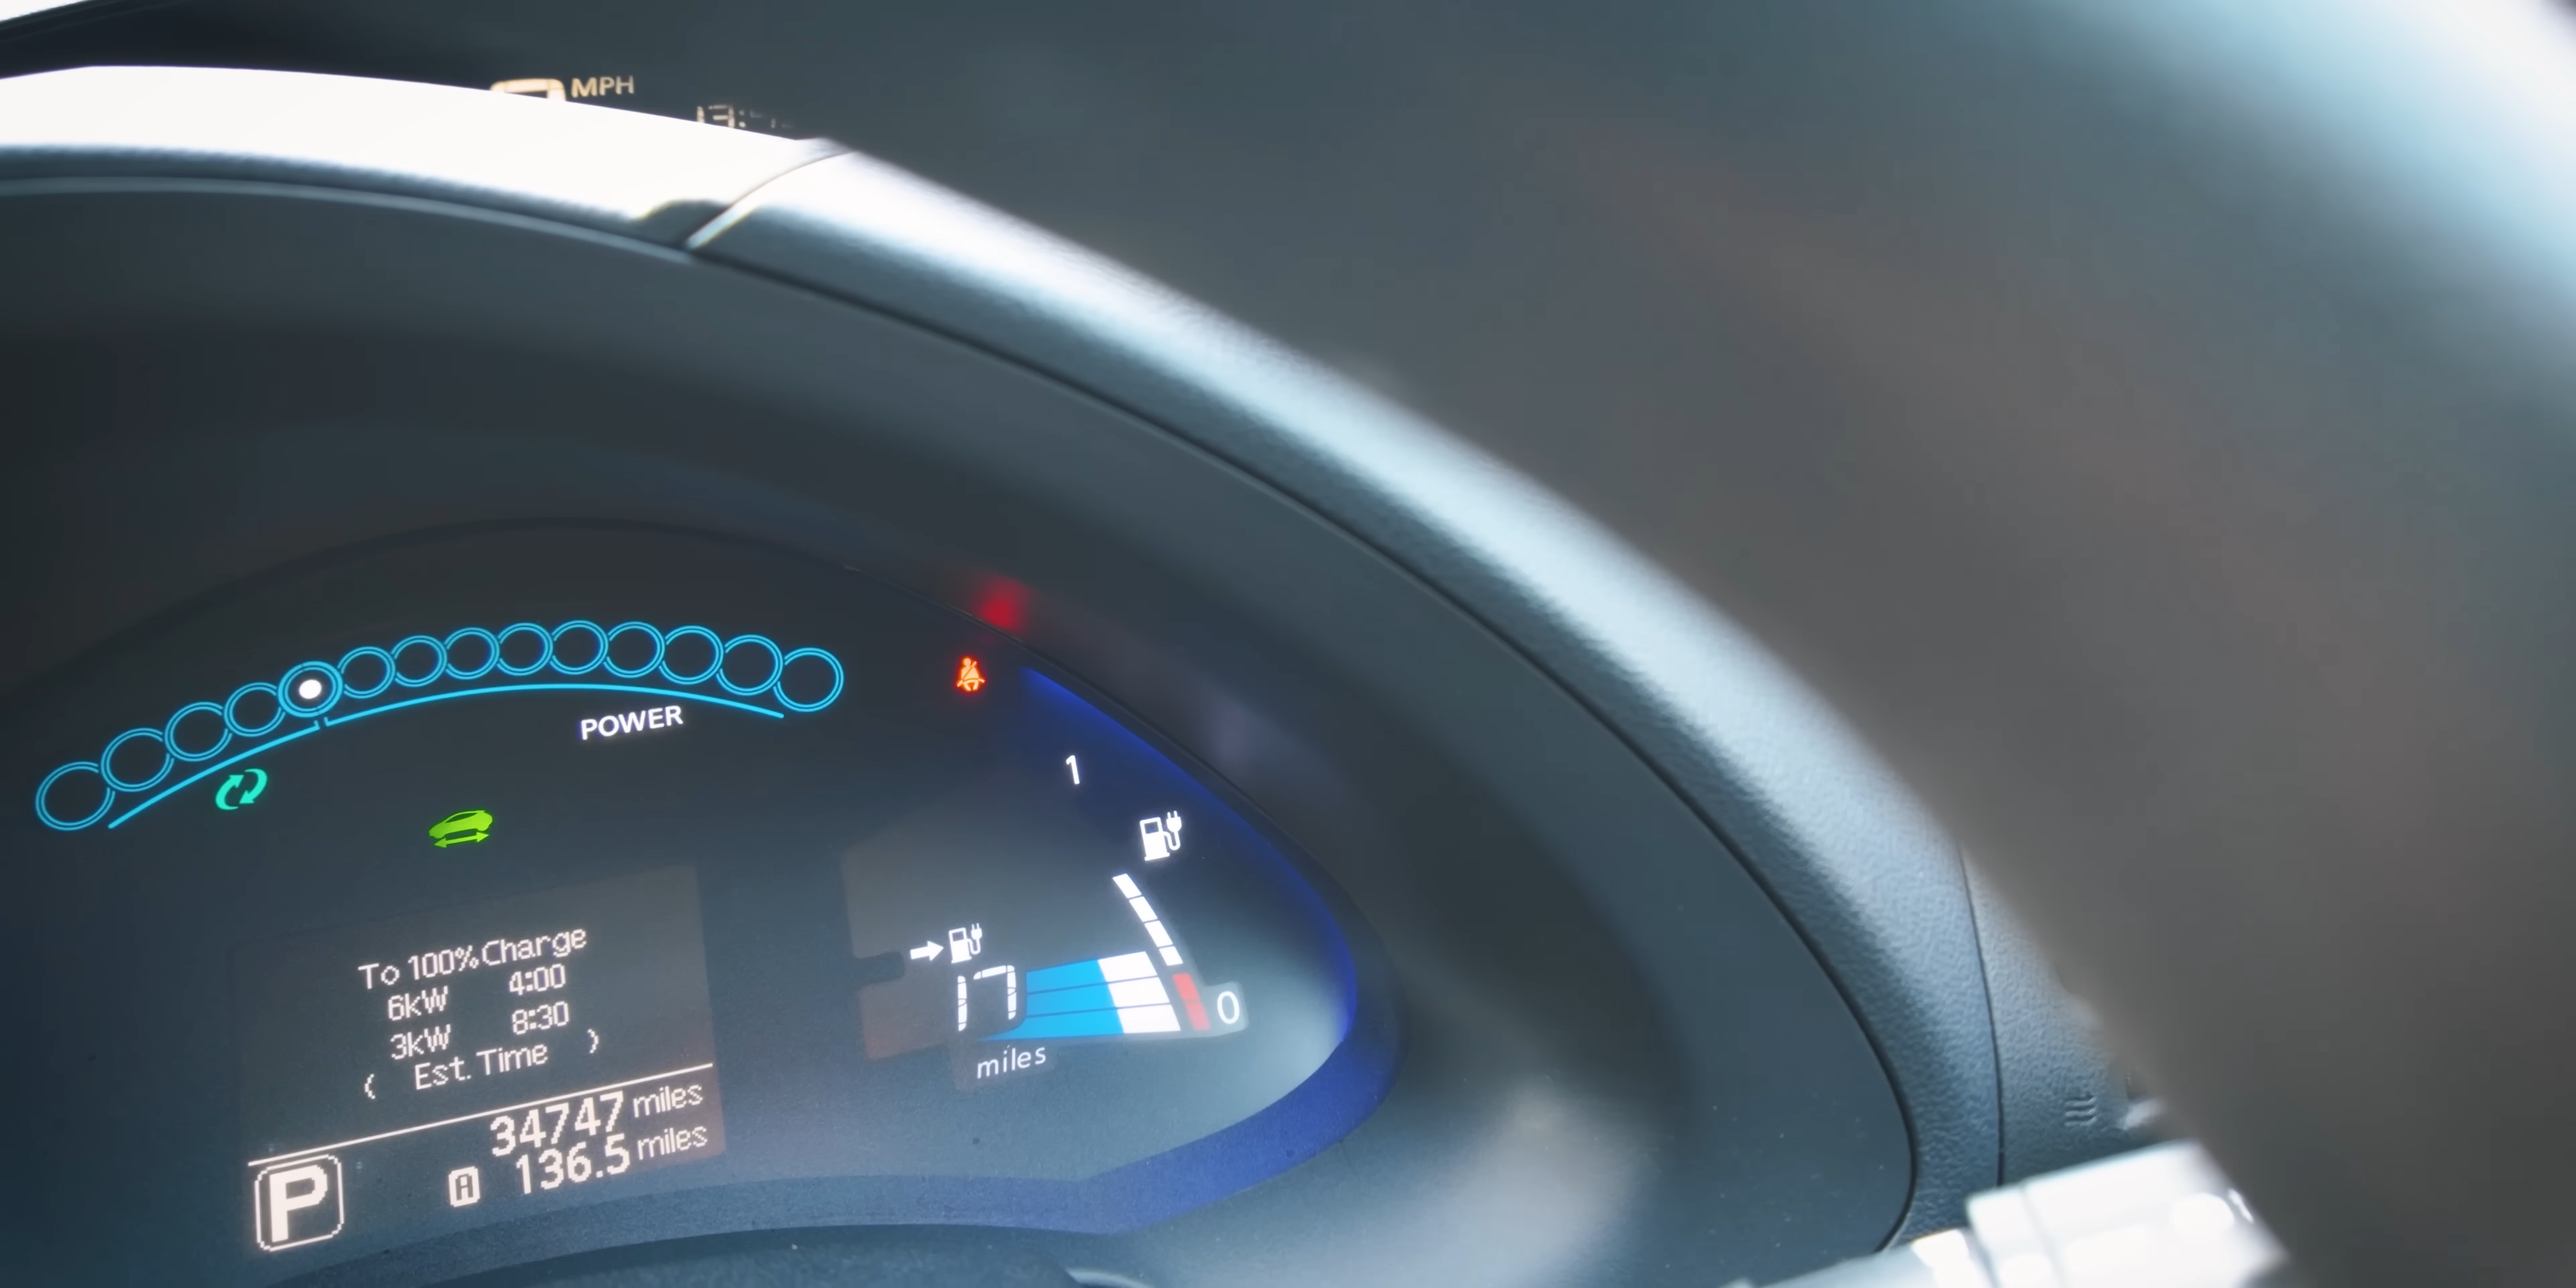 MPH
POWER
1
To 100% Charge
6kW 4:00
3kW 8:30
Est. Time
17
miles
0
34747 miles
P
A 136.5 miles